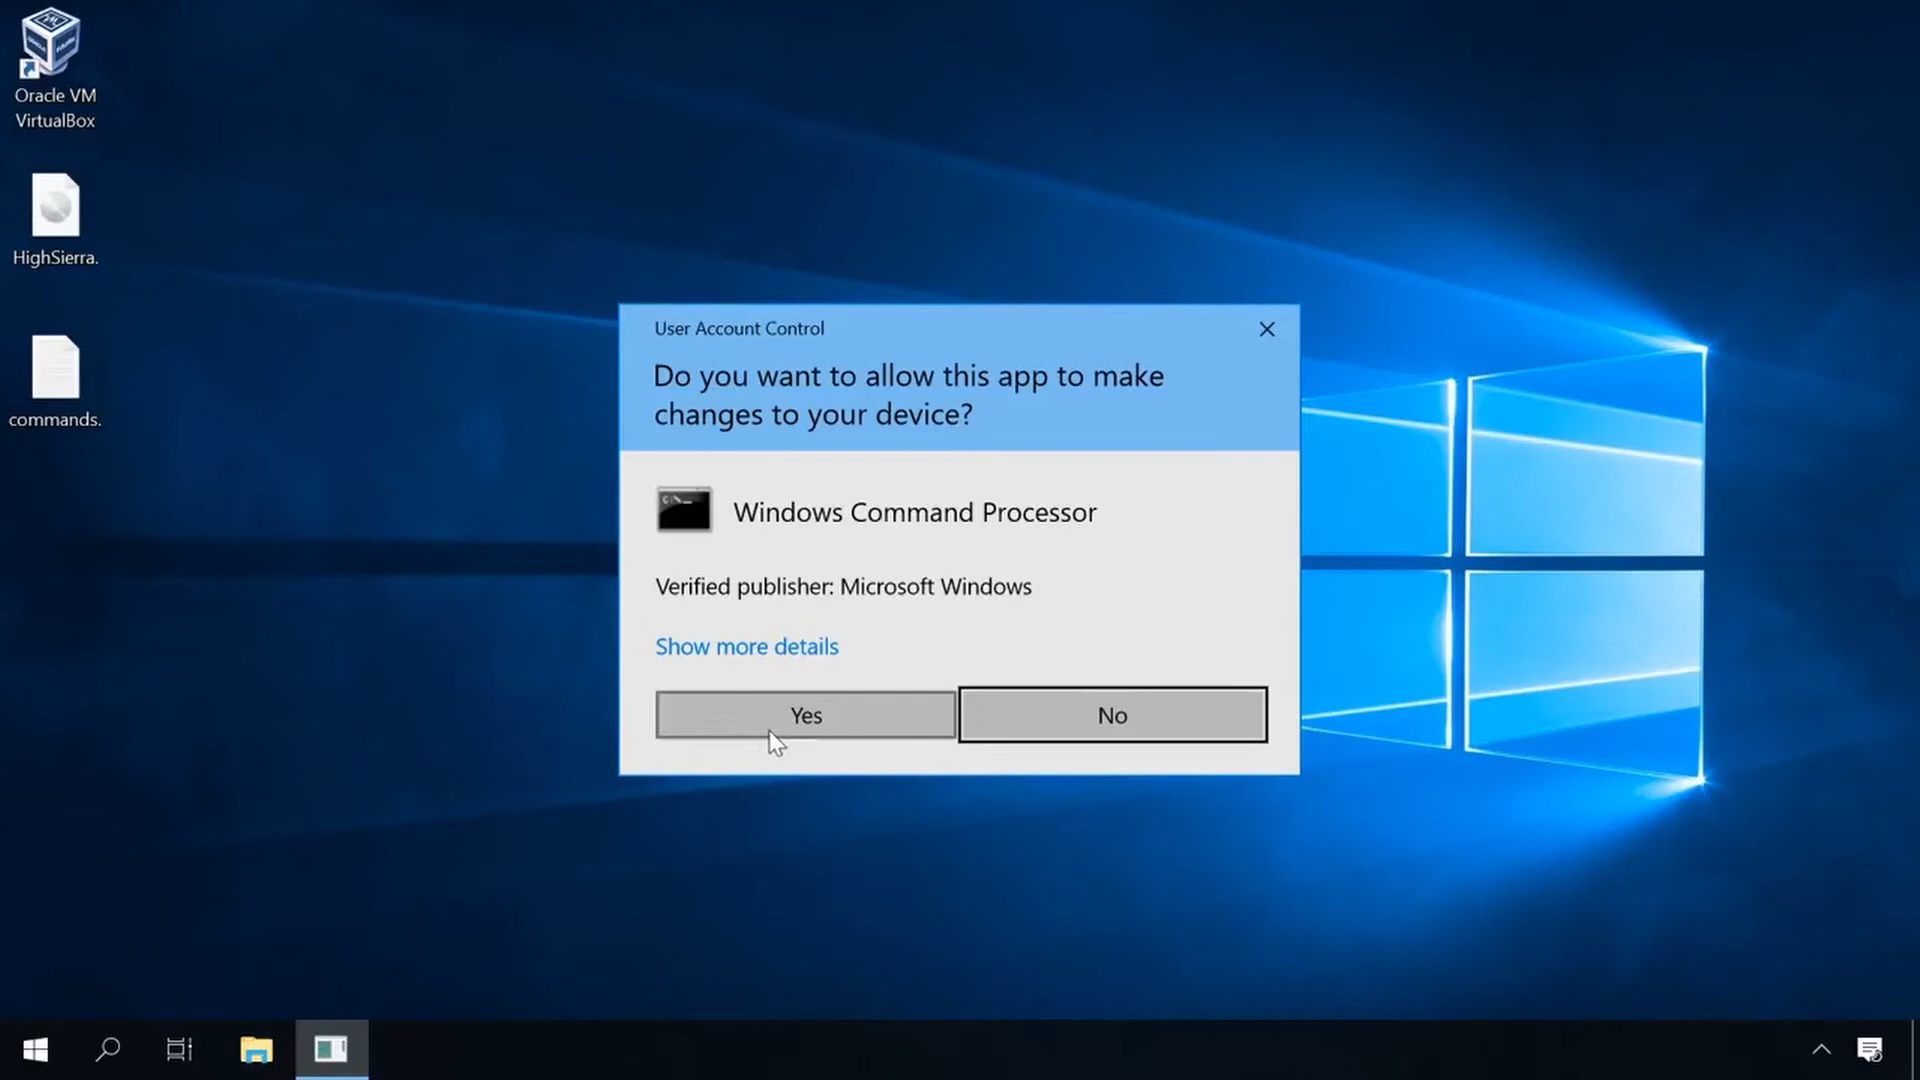 Oracle VM
VirtualBox
HighSierra.
commands.
User Account Control
Do you want to allow this app to make
changes to your device?
Windows Command Processor
Verified publisher: Microsoft Windows
Show more details
Yes
No